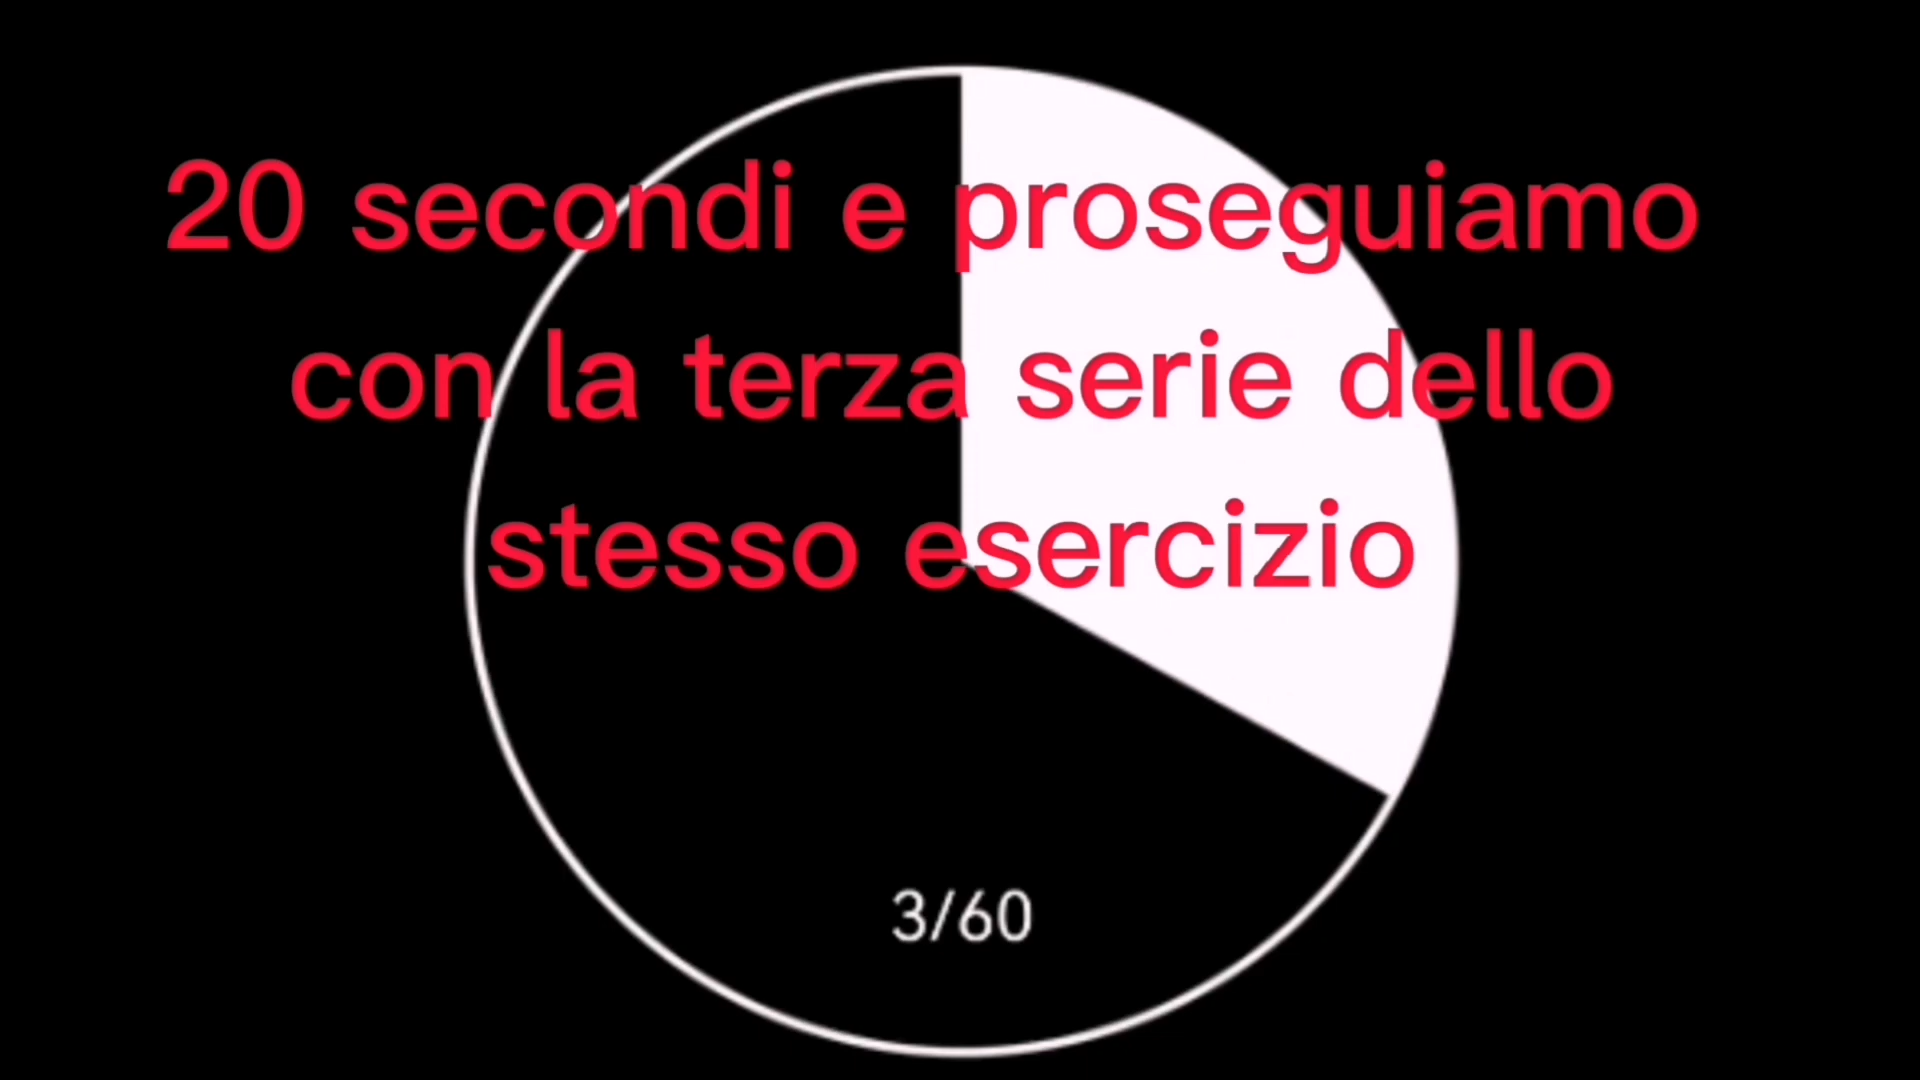 20 secondi e proseguiamo
con la terza serie dello
stesso esercizio
3/60